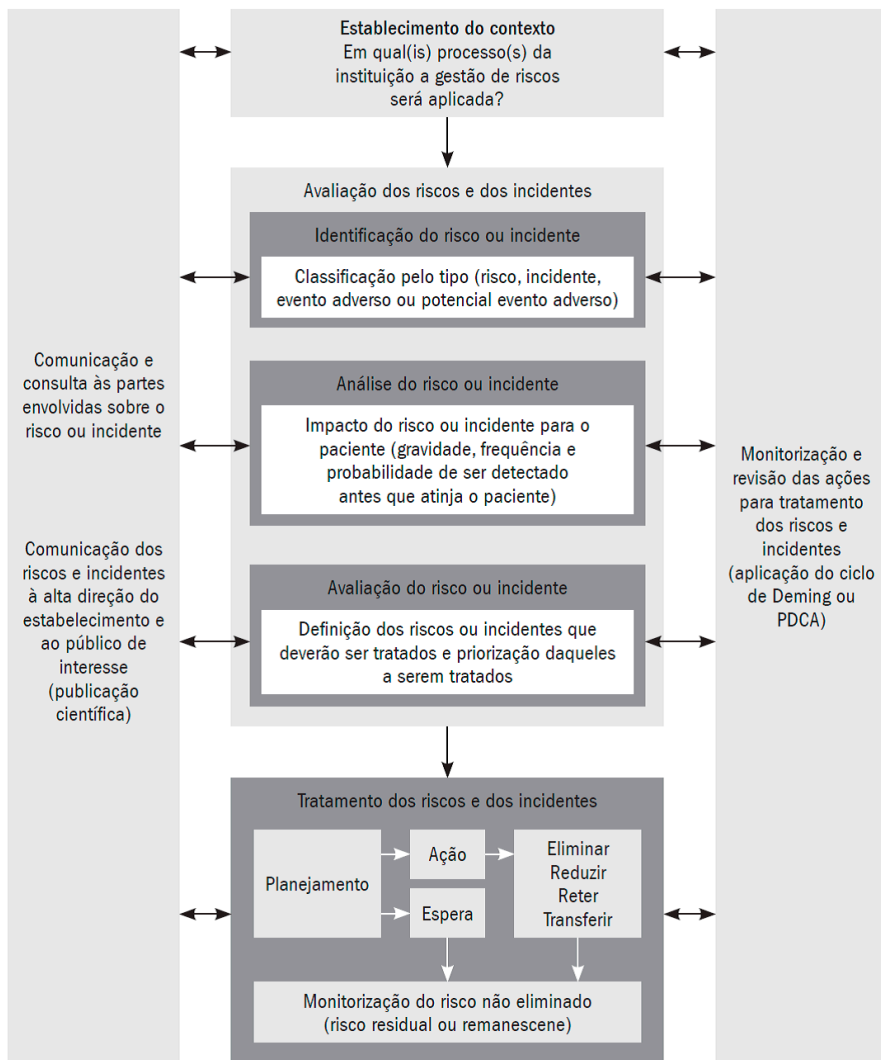 Establecimento do contexto
Em qual(is) processo(s) da
instituição a gestão de riscos
será aplicada?
Avaliação dos riscos e dos incidentes
Identificação do risco ou incidente
Classificação pelo tipo (risco, incidente,
evento adverso ou potencial evento adverso)
Análise do risco ou incidente
Impacto do risco ou incidente para o
paciente (gravidade, frequência e
probabilidade de ser detectado
antes que atinja o paciente)
Avaliação do risco ou incidente
Definição dos riscos ou incidentes que
deverão ser tratados e priorização daqueles
a serem tratados
Comunicação e
consulta às partes
envolvidas sobre o
risco ou incidente
Comunicação dos
riscos e incidentes
à alta direção do
estabelecimento e
ao público de
interesse
(publicação
científica)
Monitorização e
revisão das ações
para tratamento
dos riscos e
incidentes
(aplicação do ciclo
de Deming ou
PDCA)
Tratamento dos riscos e dos incidentes
Planejamento
Ação
Espera
Eliminar
Reduzir
Reter
Transferir
Monitorização do risco não eliminado
(risco residual ou remanescene)